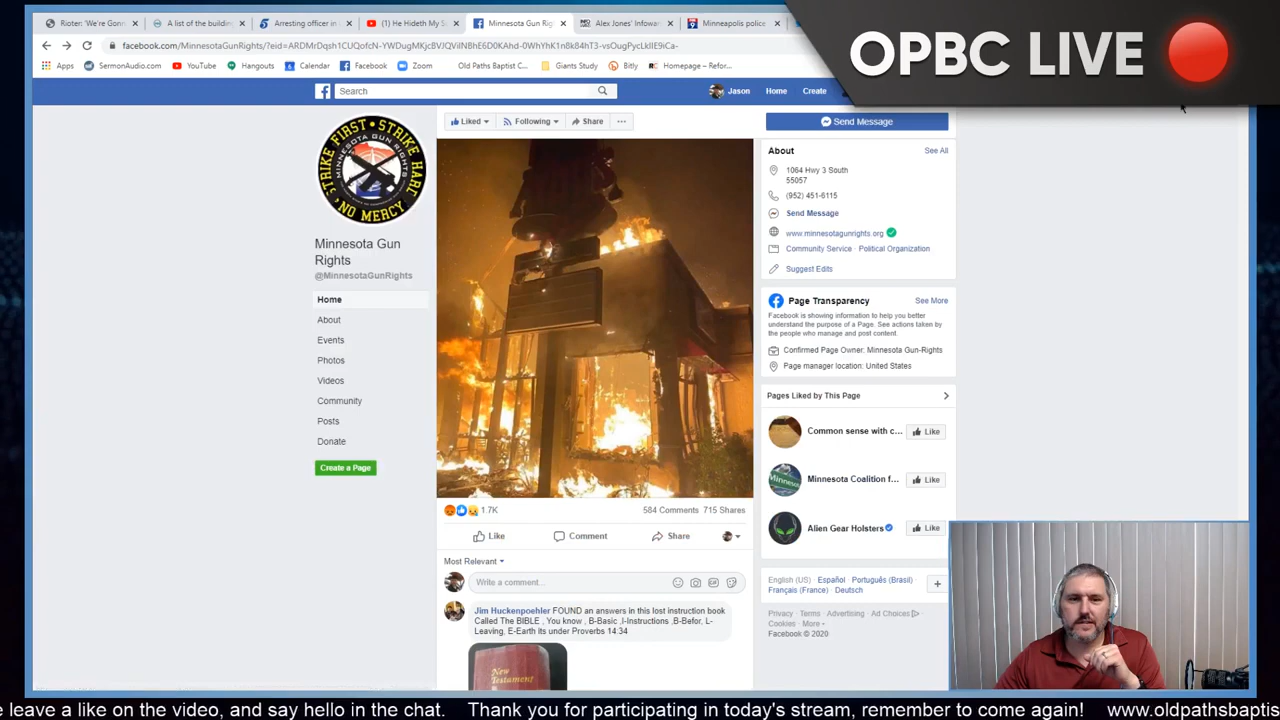 Rioter: 'We're Gonn
A list of the building
Arresting officer in
(1) He Hideth My S
Minnesota Gun Rig
Alex Jones' Infowar
Minneapolis police
OPBC LIVE
facebook.com/MinnesotaGunRights/
Apps
SermonAudio.com
YouTube
Hangouts
Calendar
Facebook
Zoom
Old Paths Baptist C...
Giants Study
Bitly
Homepage – Refor...
Search
Jason
Home
Create
Liked
Following
Share
Send Message
STRIKE FIRST • STRIKE HARD
NO MERCY
MINNESOTA GUN RIGHTS
Minnesota Gun
Rights
@MinnesotaGunRights
Home
About
Events
Photos
Videos
Community
Posts
Donate
Create a Page
About
See All
1064 Hwy 3 South
55057
(952) 451-6115
Send Message
www.minnesotagunrights.org
Community Service · Political Organization
Suggest Edits
Page Transparency
See More
Facebook is showing information to help you better
understand the purpose of a Page. See actions taken by
the people who manage and post content.
Confirmed Page Owner: Minnesota Gun-Rights
Page manager location: United States
Pages Liked by This Page
Common sense with c...
Like
Minnesota Coalition f...
Like
Alien Gear Holsters
Like
English (US) · Español · Português (Brasil) ·
Français (France) · Deutsch
Privacy · Terms · Advertising · Ad Choices ·
Cookies · More
Facebook © 2020
1.7K
584 Comments 715 Shares
Like
Comment
Share
Most Relevant
Write a comment...
Jim Huckenpoehler FOUND an answers in this lost instruction book
Called The BIBLE , You know , B-Basic ,I-Instructions ,B-Befor, L-
Leaving, E-Earth Its under Proverbs 14:34
New
Testament
e leave a like on the video, and say hello in the chat. Thank you for participating in today's stream, remember to come again! www.oldpathsbaptis